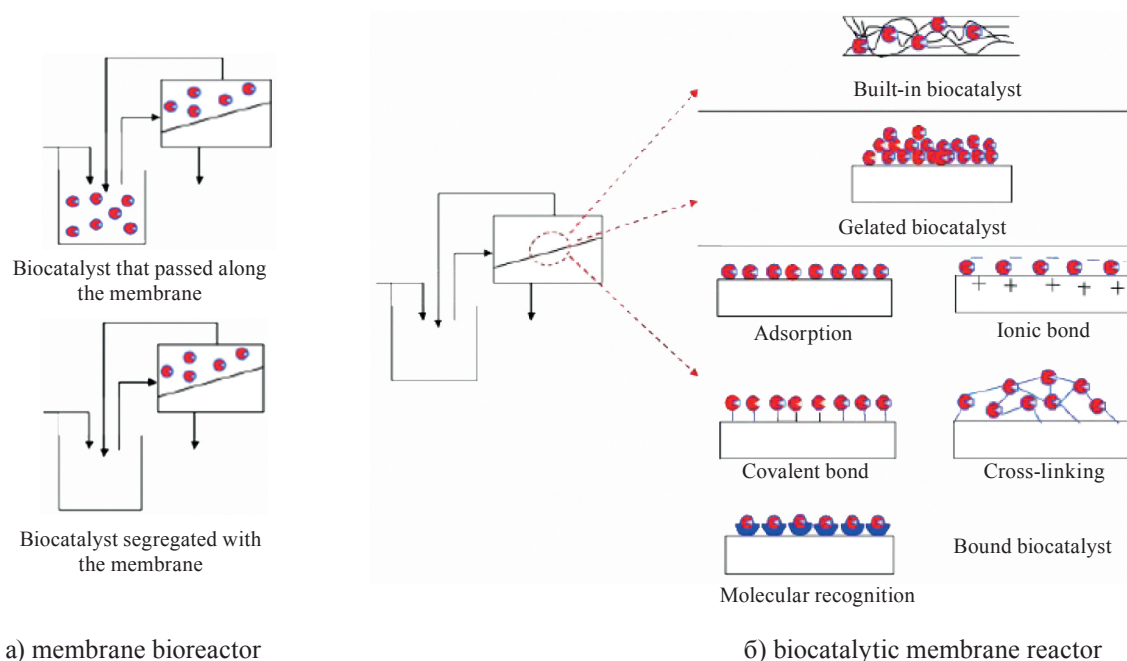 Biocatalyst that passed along
the membrane
Biocatalyst segregated with
the membrane
a) membrane bioreactor
Built-in biocatalyst
Gelated biocatalyst
Adsorption
Ionic bond
Covalent bond
Cross-linking
Molecular recognition
Bound biocatalyst
б) biocatalytic membrane reactor